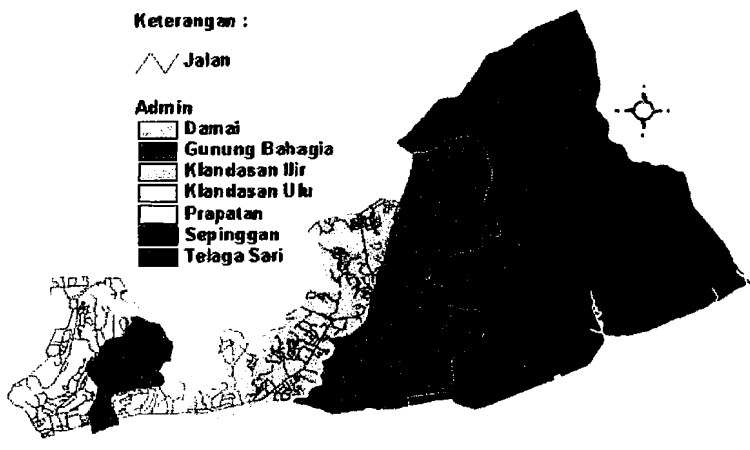 Keterangan :
Jalan
Admin
Damai
Gunung Bahagia
Klandasan Ilir
Klandasan Ulu
Prapatan
Sepinggan
Telaga Sari